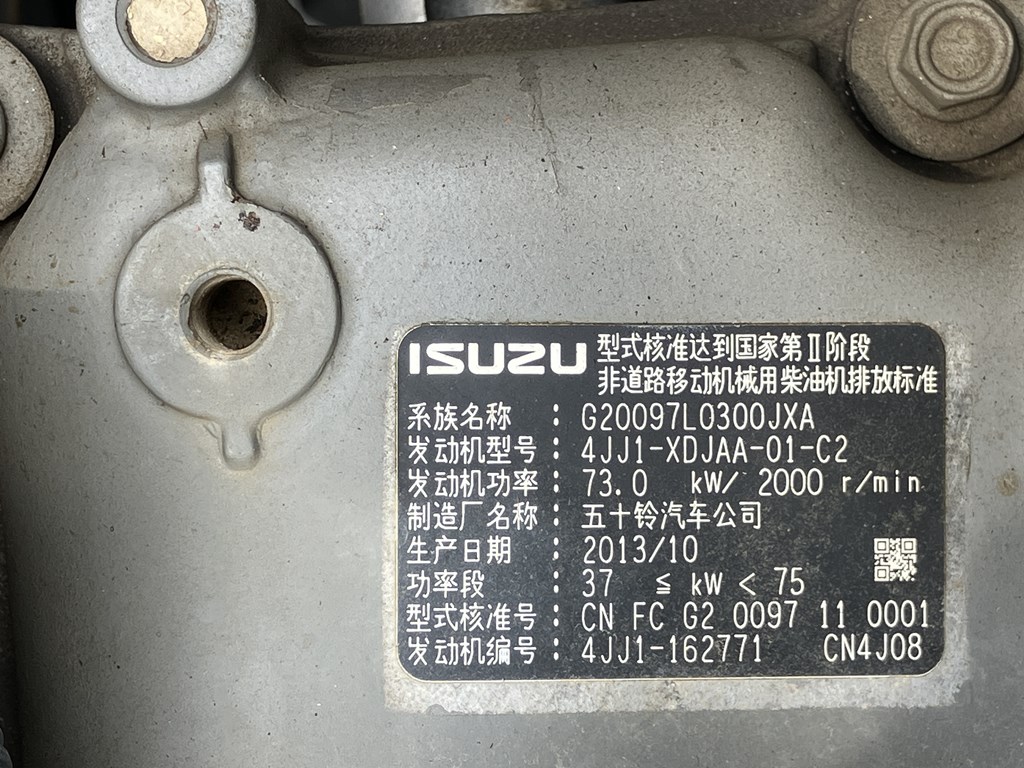 ISUZU 型式核准达到国家第Ⅱ阶段
非道路移动机械用柴油机排放标准
系族名称 : G20097L0300JXA
发动机型号 : 4JJ1-XDJAA-01-C2
发动机功率 : 73.0 kW/ 2000 r/min
制造厂名称 : 五十铃汽车公司
生产日期 : 2013/10
功率段 : 37 ≦ kW < 75
型式核准号 : CN FC G2 0097 11 0001
发动机编号 : 4JJ1-162771 CN4J08